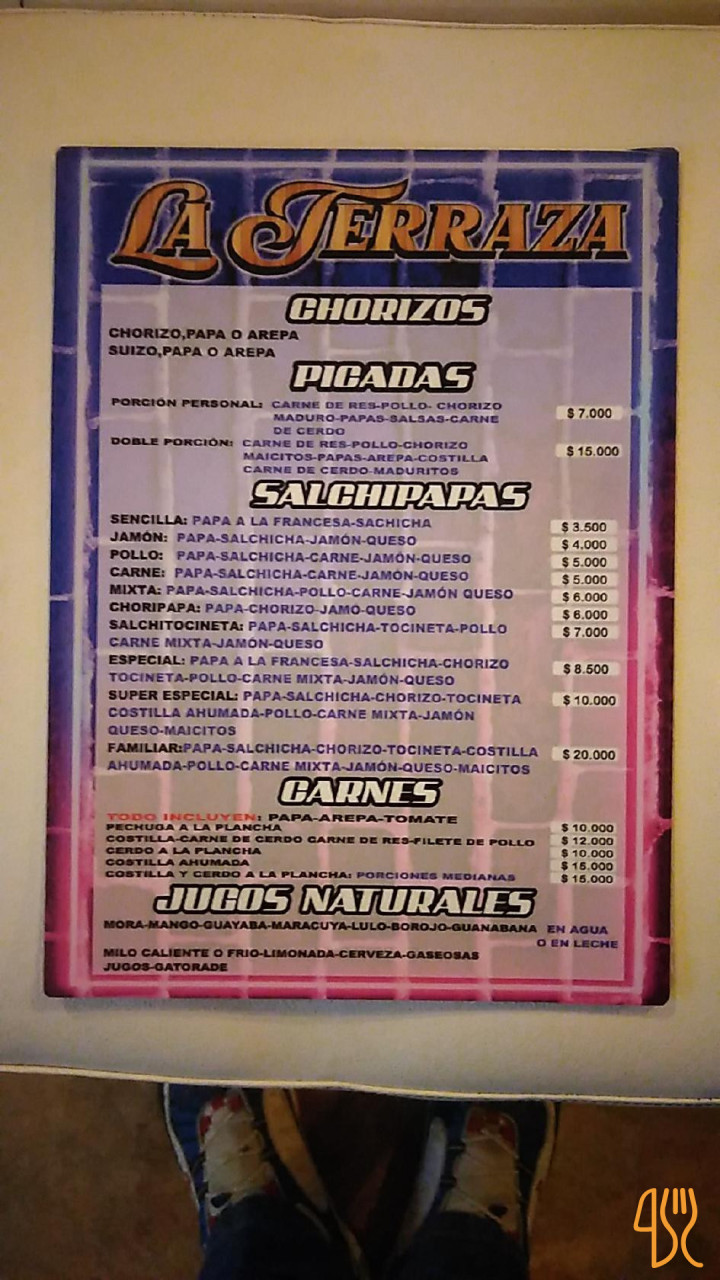 LA TERRAZA
CHORIZOS
CHORIZO,PAPA O AREPA
SUIZO,PAPA O AREPA
PICADAS
PORCIÓN PERSONAL: CARNE DE RES-POLLO- CHORIZO
MADURO-PAPAS-SALSAS-CARNE $ 7.000
DE CERDO
DOBLE PORCIÓN: CARNE DE RES-POLLO-CHORIZO
MAICITOS-PAPAS-AREPA-COSTILLA $ 15.000
CARNE DE CERDO-MADURITOS
SALCHIPAPAS
SENCILLA: PAPA A LA FRANCESA-SACHICHA $ 3.500
JAMÓN: PAPA-SALCHICHA-JAMÓN-QUESO $ 4.000
POLLO: PAPA-SALCHICHA-CARNE-JAMÓN-QUESO $ 5.000
CARNE: PAPA-SALCHICHA-CARNE-JAMÓN-QUESO $ 5.000
MIXTA: PAPA-SALCHICHA-POLLO-CARNE-JAMÓN QUESO $ 6.000
CHORIPAPA: PAPA-CHORIZO-JAMO-QUESO $ 6.000
SALCHITOCINETA: PAPA-SALCHICHA-TOCINETA-POLLO $ 7.000
CARNE MIXTA-JAMÓN-QUESO
ESPECIAL: PAPA A LA FRANCESA-SALCHICHA-CHORIZO $ 8.500
TOCINETA-POLLO-CARNE MIXTA-JAMÓN-QUESO
SUPER ESPECIAL: PAPA-SALCHICHA-CHORIZO-TOCINETA $ 10.000
COSTILLA AHUMADA-POLLO-CARNE MIXTA-JAMÓN
QUESO-MAICITOS
FAMILIAR:PAPA-SALCHICHA-CHORIZO-TOCINETA-COSTILLA $ 20.000
AHUMADA-POLLO-CARNE MIXTA-JAMÓN-QUESO-MAICITOS
CARNES
TODO INCLUYEN: PAPA-AREPA-TOMATE
PECHUGA A LA PLANCHA $ 10.000
COSTILLA-CARNE DE CERDO CARNE DE RES-FILETE DE POLLO $ 12.000
CERDO A LA PLANCHA $ 10.000
COSTILLA AHUMADA $ 15.000
COSTILLA Y CERDO A LA PLANCHA: PORCIONES MEDIANAS $ 15.000
JUGOS NATURALES
MORA-MANGO-GUAYABA-MARACUYA-LULO-BOROJO-GUANABANA EN AGUA
O EN LECHE
MILO CALIENTE O FRIO-LIMONADA-CERVEZA-GASEOSAS
JUGOS-GATORADE